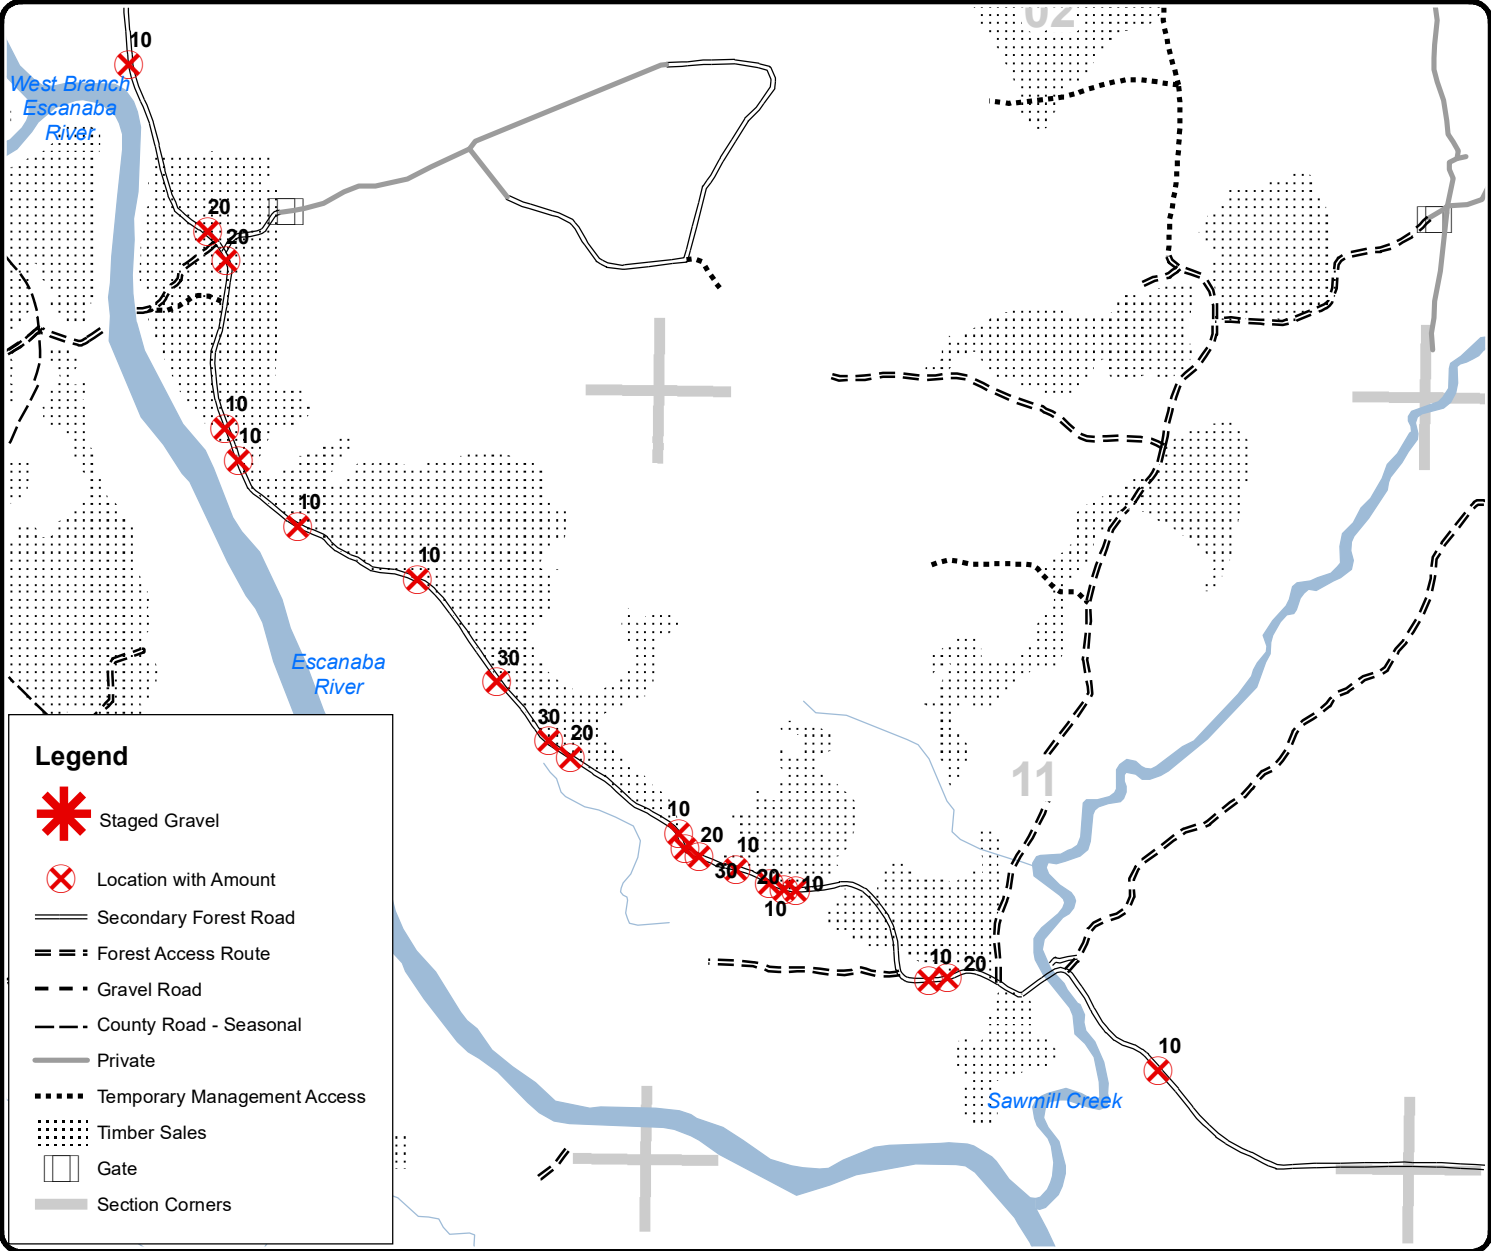 02
10
West Branch
Escanaba
River
20
20
10
10
10
10
30
Escanaba
River
30
20
11
10
20
10
30
20
10
10
10
20
10
Sawmill Creek
Legend
Staged Gravel
Location with Amount
Secondary Forest Road
Forest Access Route
Gravel Road
County Road - Seasonal
Private
Temporary Management Access
Timber Sales
Gate
Section Corners